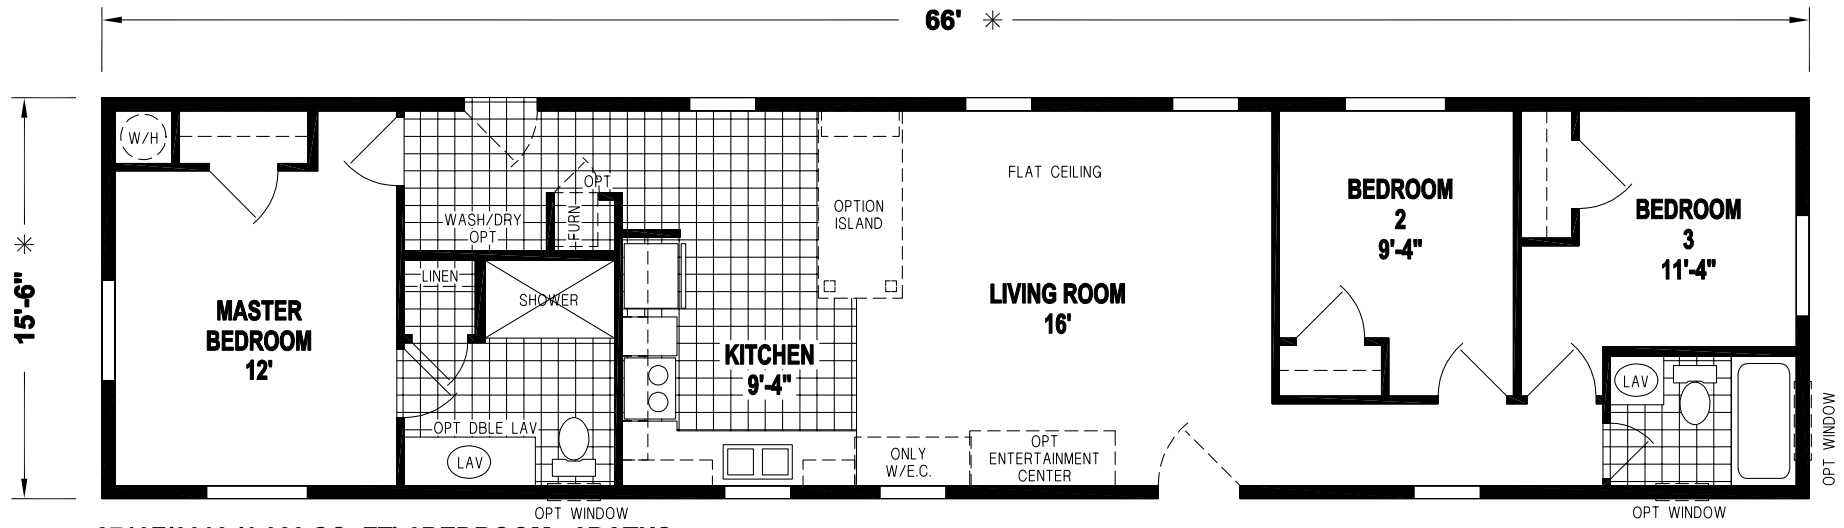 66' ✳
15'-6" ✳
W/H
MASTER
BEDROOM
12'
WASH/DRY
OPT
OPT
FURN
LINEN
SHOWER
OPT DBLE LAV
LAV
OPT WINDOW
KITCHEN
9'-4"
OPTION
ISLAND
FLAT CEILING
LIVING ROOM
16'
ONLY
W/E.C.
OPT
ENTERTAINMENT
CENTER
BEDROOM
2
9'-4"
BEDROOM
3
11'-4"
LAV
OPT WINDOW
OPT WINDOW